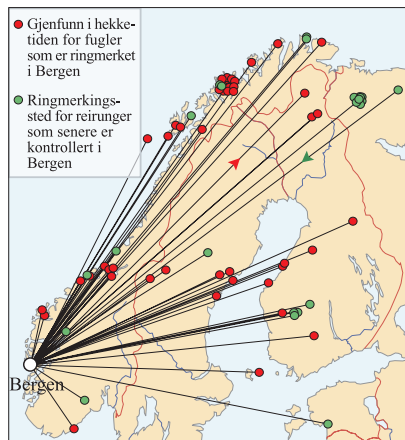 Gjenfunn i hekke-
tiden for fugler
som er ringmerket
i Bergen
Ringmerkings-
sted for reirunger
som senere er
kontrollert i
Bergen
Bergen